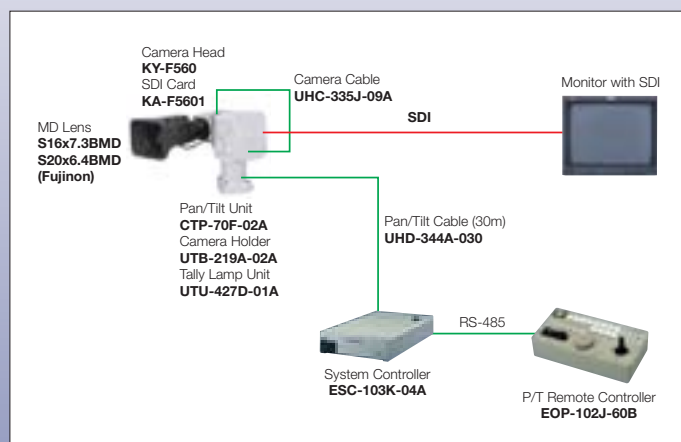 Camera Head
KY-F560
SDI Card
KA-F5601
Camera Cable
UHC-335J-09A
Monitor with SDI
SDI
MD Lens
S16x7.3BMD
S20x6.4BMD
(Fujinon)
Pan/Tilt Unit
CTP-70F-02A
Camera Holder
UTB-219A-02A
Tally Lamp Unit
UTU-427D-01A
Pan/Tilt Cable (30m)
UHD-344A-030
RS-485
System Controller
ESC-103K-04A
P/T Remote Controller
EOP-102J-60B